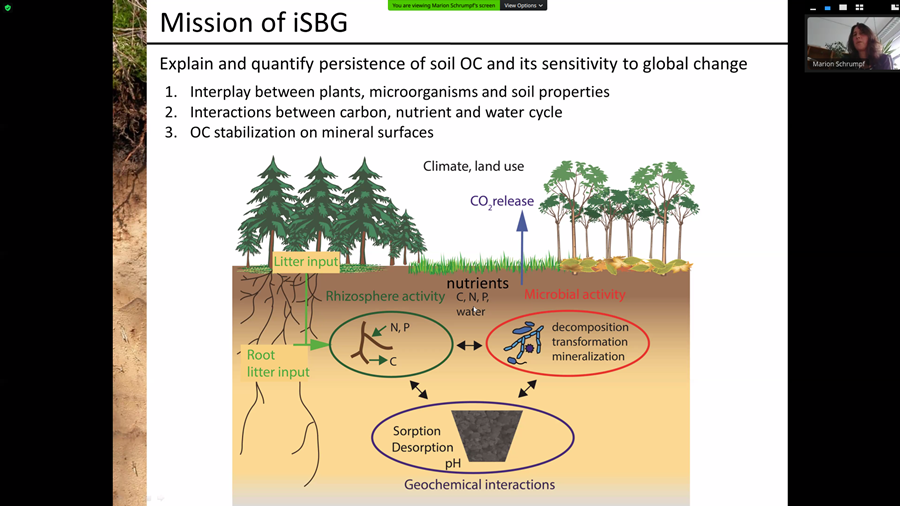 You are viewing Marion Schrumpf's screen
View Options
Mission of iSBG
Marion Schrumpf
Explain and quantify persistence of soil OC and its sensitivity to global change
1. Interplay between plants, microorganisms and soil properties
2. Interactions between carbon, nutrient and water cycle
3. OC stabilization on mineral surfaces
Climate, land use
CO2 release
Litter input
nutrients
C, N, P,
water
Rhizosphere activity
Microbial activity
N, P
C
decomposition
transformation
mineralization
Root
litter input
Sorption
Desorption
pH
Geochemical interactions